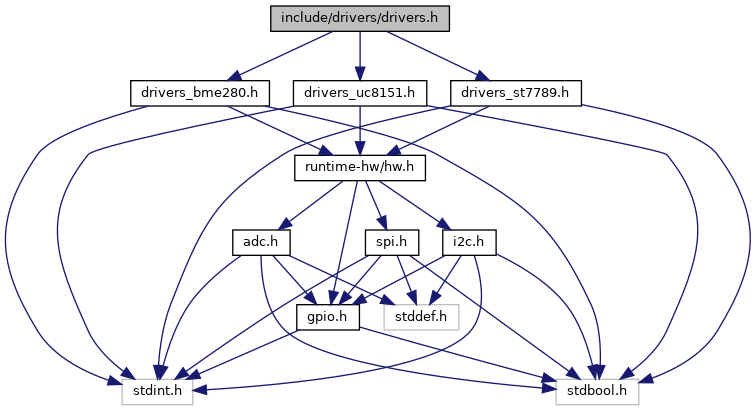 include/drivers/drivers.h
drivers_bme280.h
drivers_uc8151.h
drivers_st7789.h
runtime-hw/hw.h
adc.h
spi.h
i2c.h
gpio.h
stddef.h
stdint.h
stdbool.h